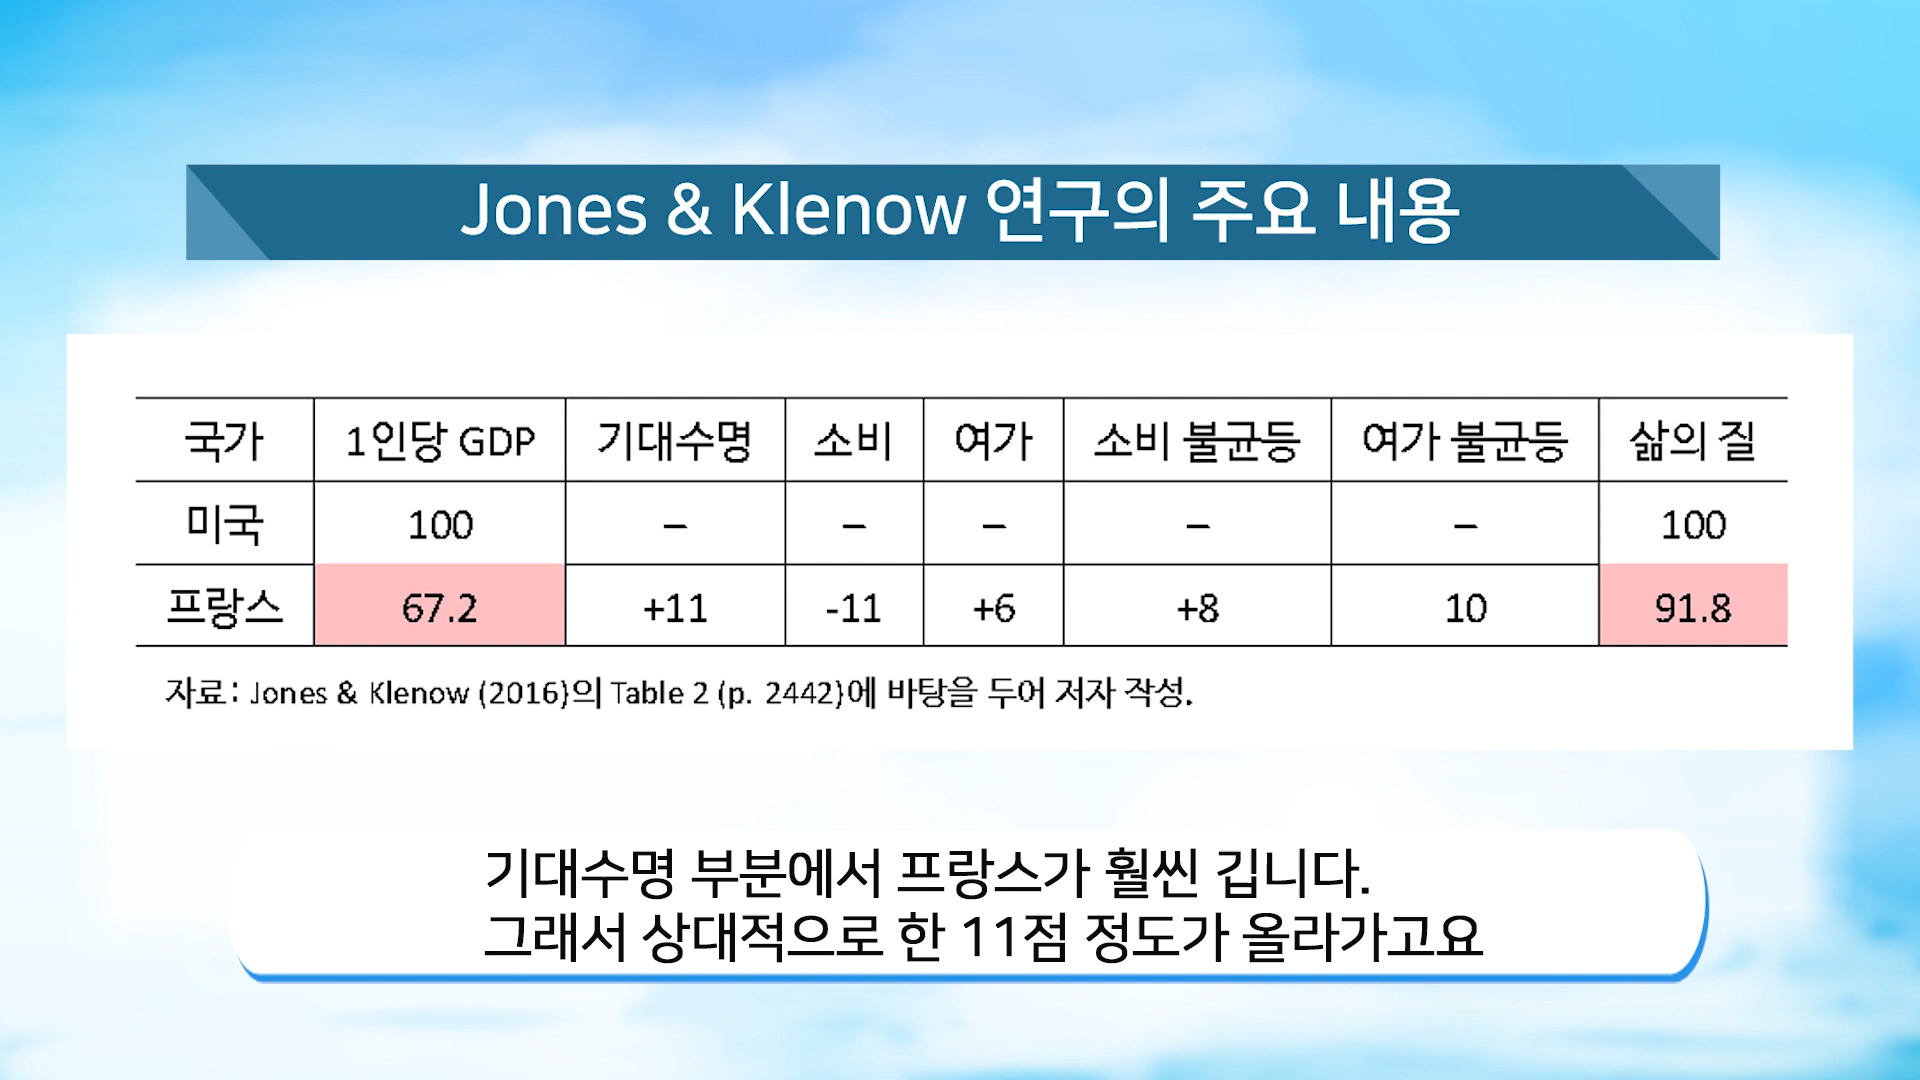 Jones & Klenow 연구의 주요 내용
국가 1인당 GDP 기대수명 소비 여가 소비 불균등 여가 불균등 삶의 질
미국 100 – – – – – 100
프랑스 67.2 +11 -11 +6 +8 10 91.8
자료: Jones & Klenow (2016)의 Table 2 (p. 2442)에 바탕을 두어 저자 작성.
기대수명 부분에서 프랑스가 훨씬 깁니다.
그래서 상대적으로 한 11점 정도가 올라가고요